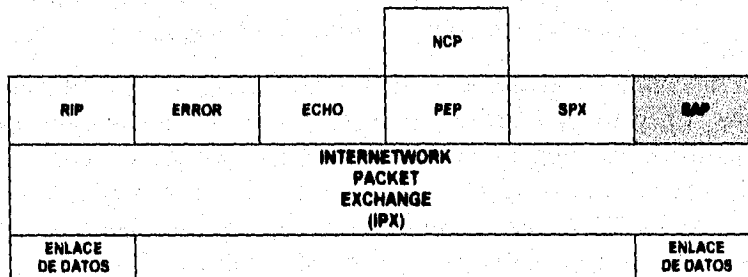 NCP
RIP
ERROR
ECHO
PEP
SPX
SAP
INTERNETWORK
PACKET
EXCHANGE
(IPX)
ENLACE
DE DATOS
ENLACE
DE DATOS